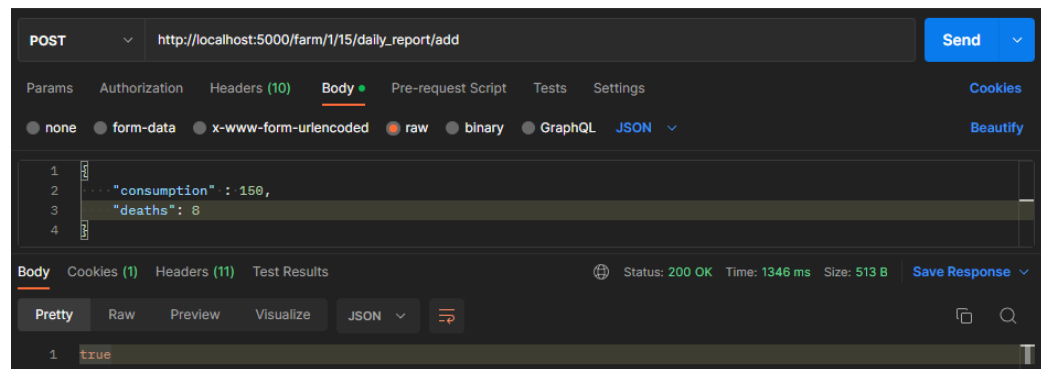 POST http://localhost:5000/farm/1/15/daily_report/add Send
Params Authorization Headers (10) Body Pre-request Script Tests Settings Cookies
none form-data x-www-form-urlencoded raw binary GraphQL JSON Beautify
1 {
2 "consumption" : 150,
3 "deaths": 8
4 }
Body Cookies (1) Headers (11) Test Results Status: 200 OK Time: 1346 ms Size: 513 B Save Response
Pretty Raw Preview Visualize JSON
1 true